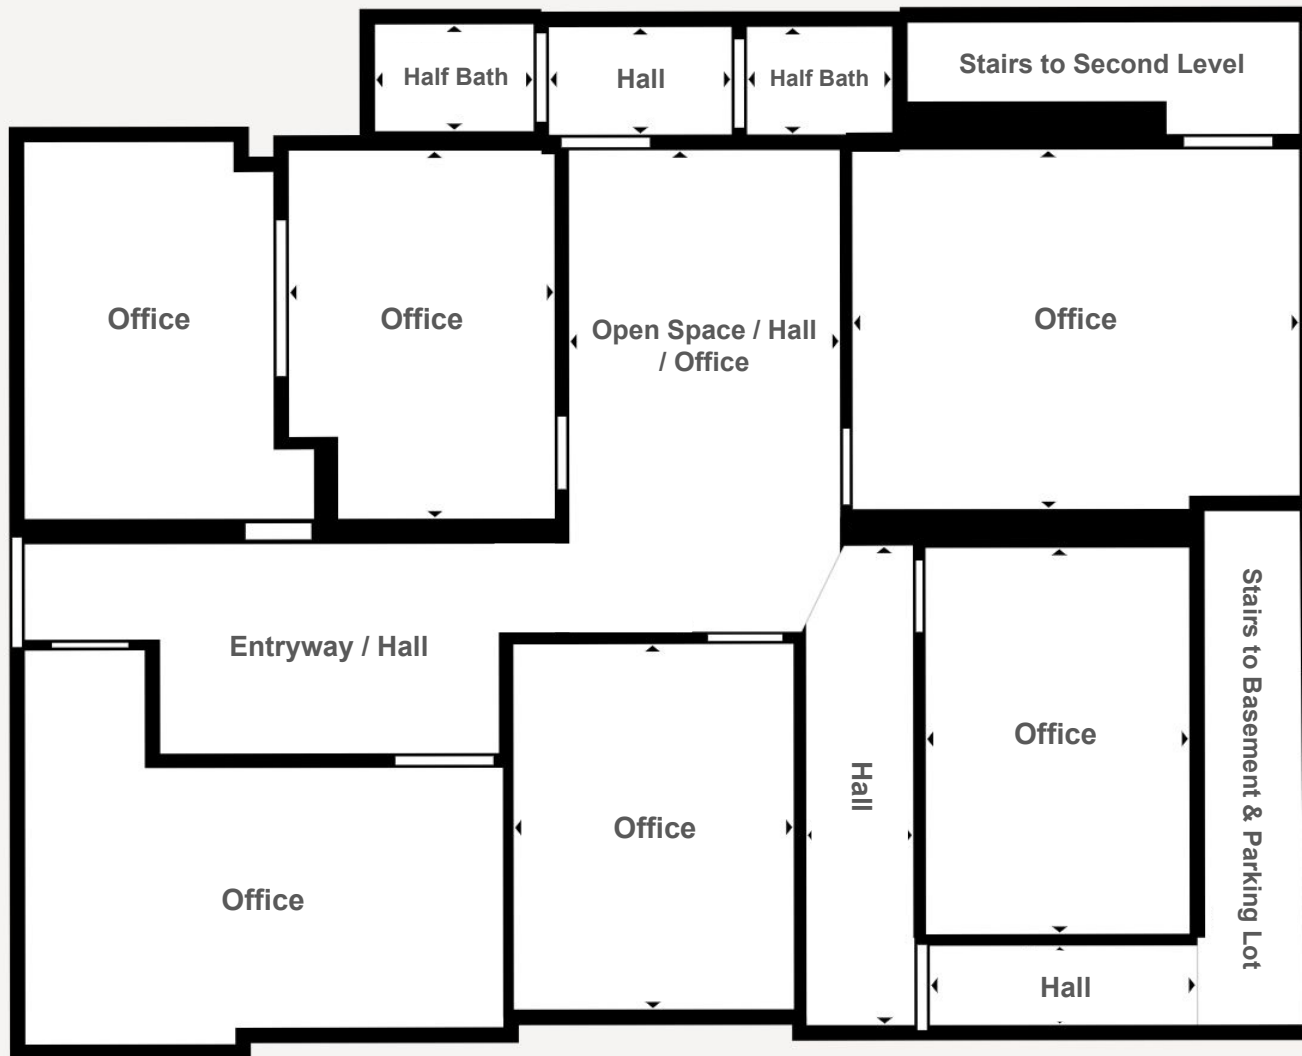 Half Bath
Hall
Half Bath
Stairs to Second Level
Office
Office
Open Space / Hall
/ Office
Office
Entryway / Hall
Office
Office
Hall
Office
Stairs to Basement & Parking Lot
Hall